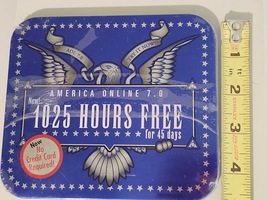 AMERICA ONLINE 7.0
New!
1025 HOURS FREE
for 45 days
Now
No
Credit Card
Required!
1
2
3
4